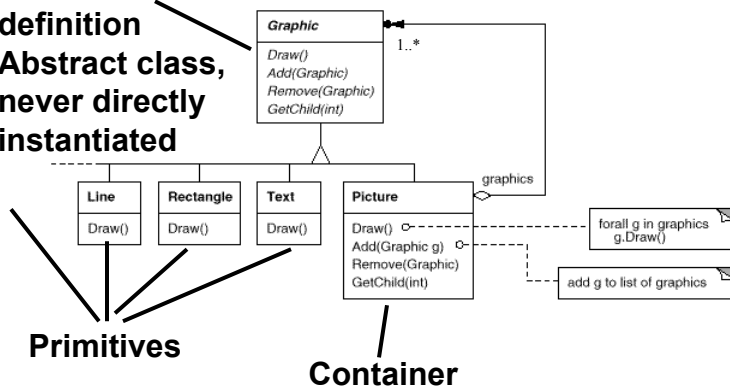 definition
Abstract class,
never directly
instantiated
Graphic
Draw()
Add(Graphic)
Remove(Graphic)
GetChild(int)
1..*
graphics
Line
Draw()
Rectangle
Draw()
Text
Draw()
Picture
Draw()
Add(Graphic g)
Remove(Graphic)
GetChild(int)
forall g in graphics
g.Draw()
add g to list of graphics
Primitives
Container